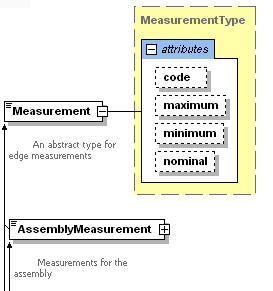 MeasurementType
attributes
code
maximum
Measurement
minimum
An abstract type for
edge measurements
nominal
AssemblyMeasurement
Measurements for the
assembly